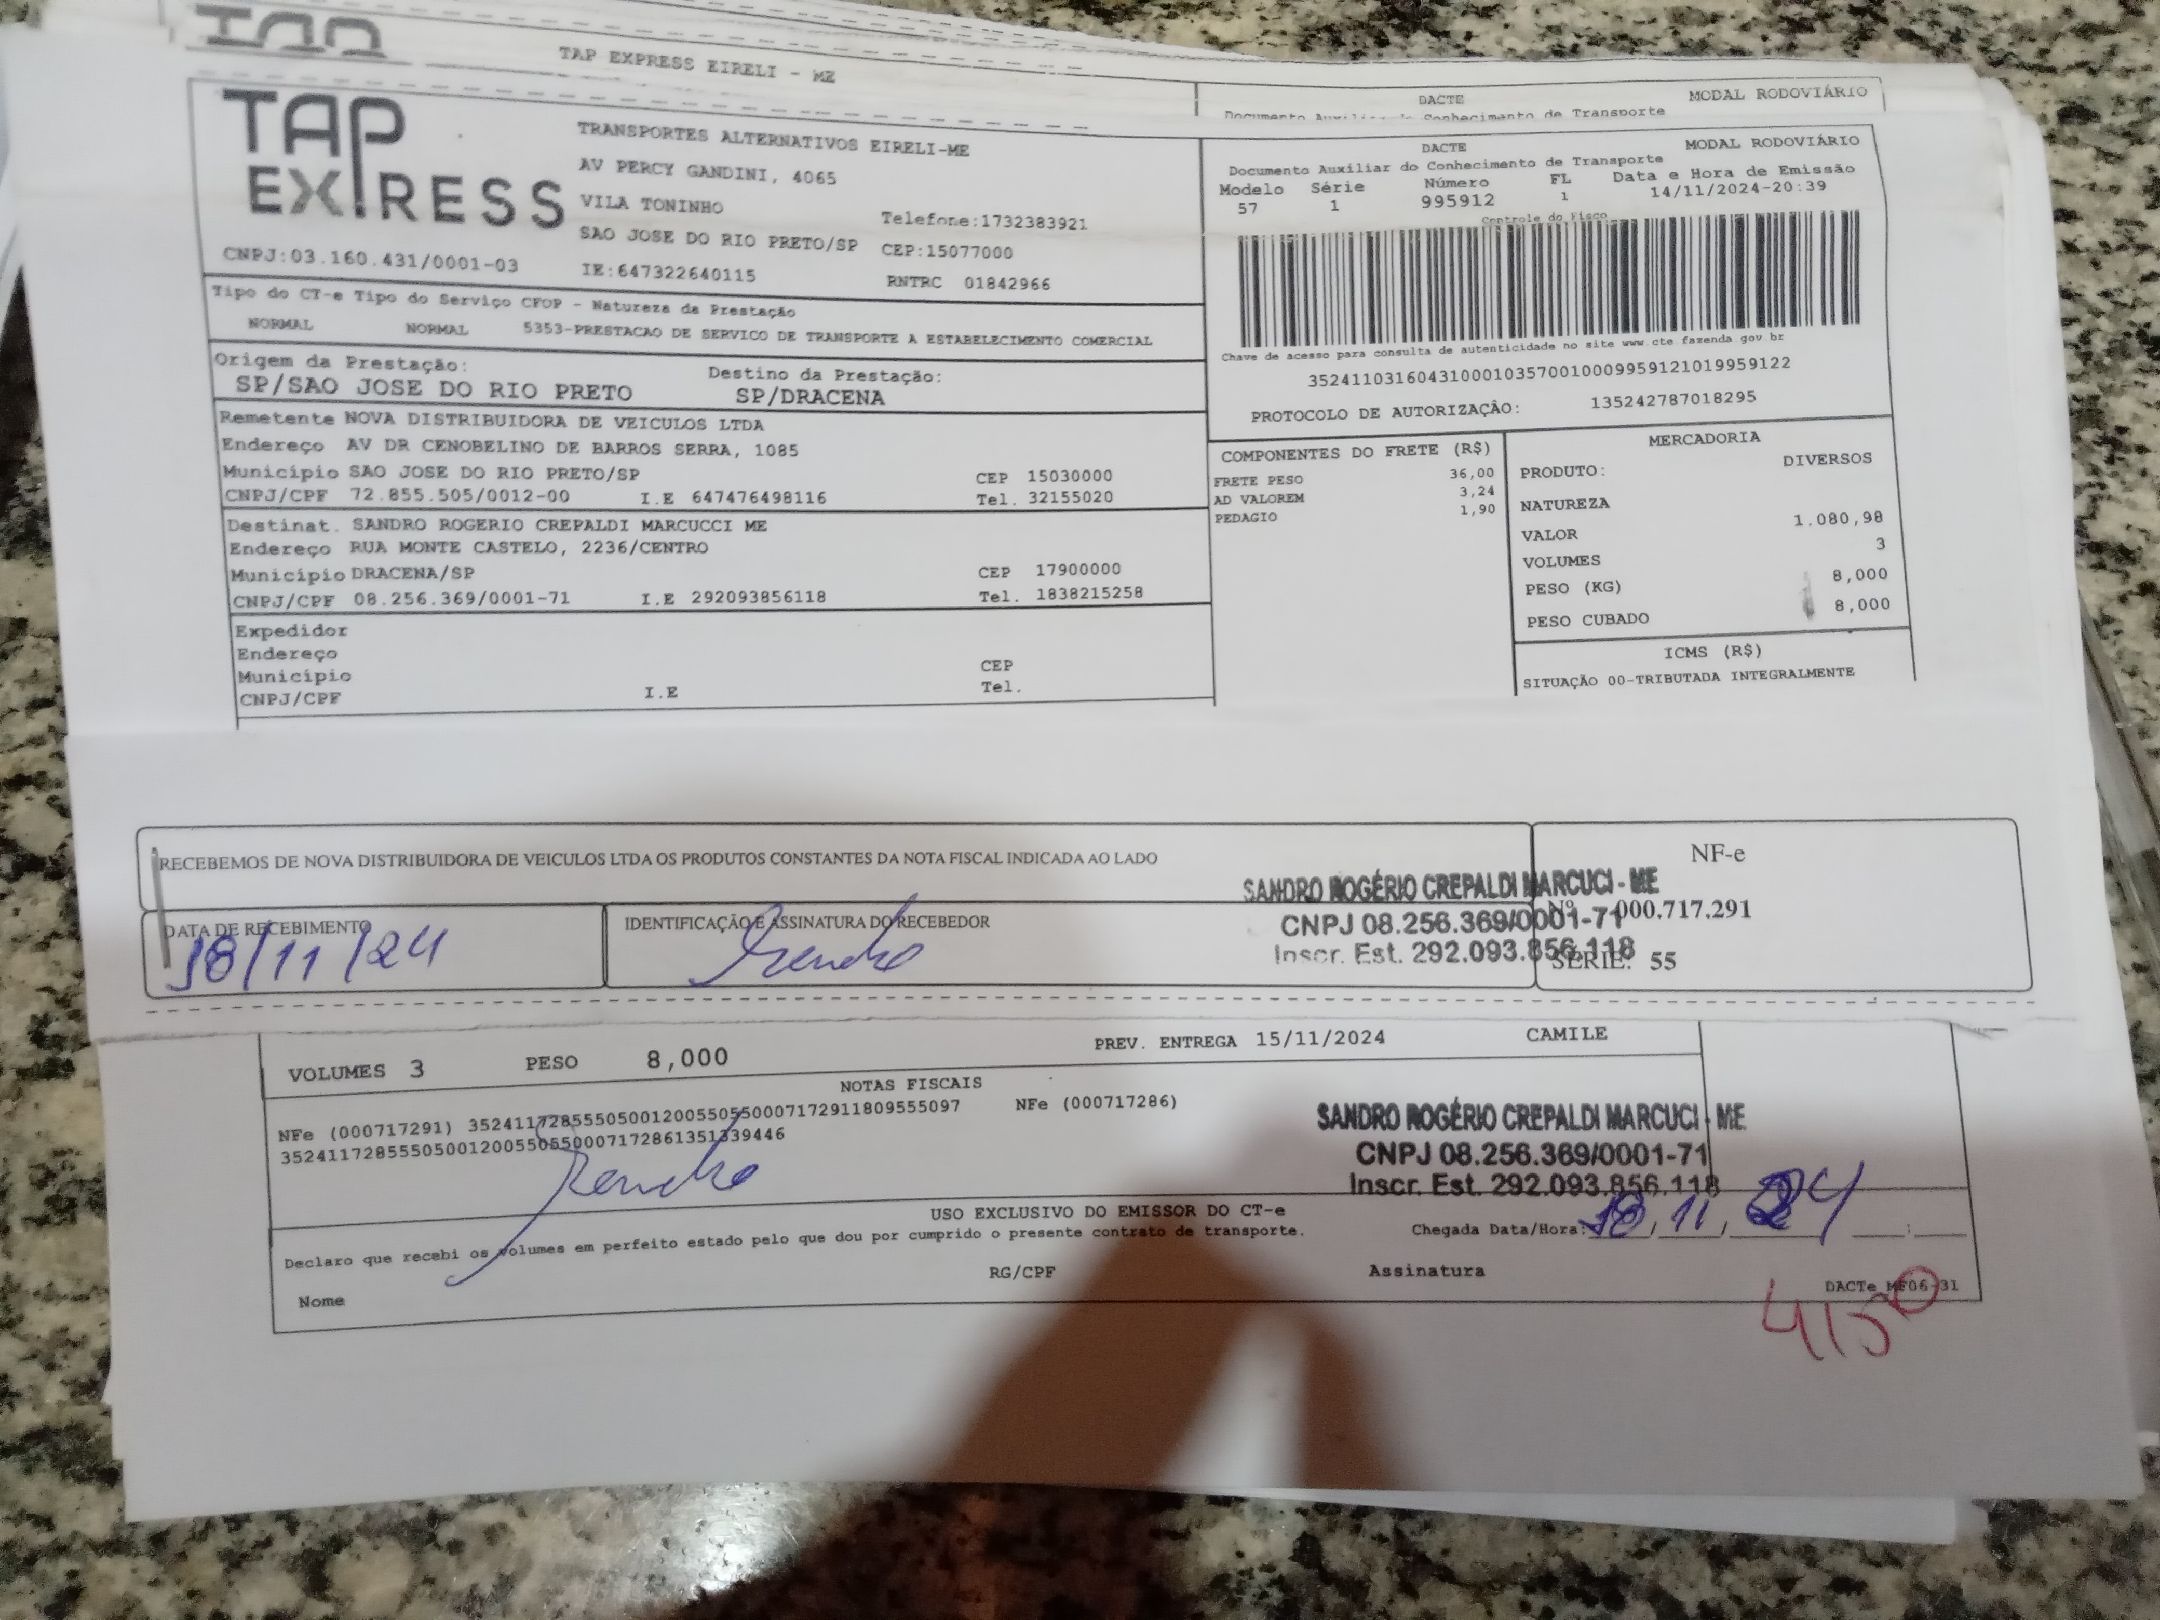 TAP EXPRESS EIRELI - ME
DACTE
MODAL RODOVIÁRIO
Documento Auxiliar do Conhecimento de Transporte
TAP EXPRESS
TRANSPORTES ALTERNATIVOS EIRELI-ME
AV PERCY GANDINI, 4065
VILA TONINHO
Telefone:1732383921
SAO JOSE DO RIO PRETO/SP CEP:15077000
CNPJ:03.160.431/0001-03 IE:647322640115 RNTRC 01842966
DACTE MODAL RODOVIÁRIO
Documento Auxiliar do Conhecimento de Transporte
Modelo Série Número FL Data e Hora de Emissão
57 1 995912 1 14/11/2024-20:39
Controle do Fisco
Chave de acesso para consulta de autenticidade no site www.cte fazenda gov br
35241103160431000103570010009959121019959122
PROTOCOLO DE AUTORIZAÇÃO: 135242787018295
Tipo do CT-e Tipo do Serviço CFOP - Natureza da Prestação
NORMAL NORMAL 5353-PRESTACAO DE SERVICO DE TRANSPORTE A ESTABELECIMENTO COMERCIAL
Origem da Prestação: Destino da Prestação:
SP/SAO JOSE DO RIO PRETO SP/DRACENA
Remetente NOVA DISTRIBUIDORA DE VEICULOS LTDA
Endereço AV DR CENOBELINO DE BARROS SERRA, 1085
Município SAO JOSE DO RIO PRETO/SP CEP 15030000
CNPJ/CPF 72.855.505/0012-00 I.E 647476498116 Tel. 32155020
Destinat. SANDRO ROGERIO CREPALDI MARCUCCI ME
Endereço RUA MONTE CASTELO, 2236/CENTRO
Município DRACENA/SP CEP 17900000
CNPJ/CPF 08.256.369/0001-71 I.E 292093856118 Tel. 1838215258
Expedidor
Endereço
Município CEP
CNPJ/CPF I.E Tel.
COMPONENTES DO FRETE (R$)
FRETE PESO 36,00
AD VALOREM 3,24
PEDAGIO 1,90
MERCADORIA
PRODUTO: DIVERSOS
NATUREZA
VALOR 1.080,98
VOLUMES 3
PESO (KG) 8,000
PESO CUBADO 8,000
ICMS (R$)
SITUAÇÃO 00-TRIBUTADA INTEGRALMENTE
RECEBEMOS DE NOVA DISTRIBUIDORA DE VEICULOS LTDA OS PRODUTOS CONSTANTES DA NOTA FISCAL INDICADA AO LADO
NF-e
Nº 000.717.291
SÉRIE: 55
DATA DE RECEBIMENTO
18/11/24
IDENTIFICAÇÃO E ASSINATURA DO RECEBEDOR
SANDRO ROGÉRIO CREPALDI MARCUCI - ME
CNPJ 08.256.369/0001-71
Inscr. Est. 292.093.856.118
VOLUMES 3 PESO 8,000 PREV. ENTREGA 15/11/2024 CAMILE
NOTAS FISCAIS
NFe (000717291) 35241172855505001200550550007172911809555097 NFe (000717286)
35241172855505001200550550007172861351339446
SANDRO ROGÉRIO CREPALDI MARCUCI - ME
CNPJ 08.256.369/0001-71
Inscr. Est. 292.093.856.118
USO EXCLUSIVO DO EMISSOR DO CT-e
Declaro que recebi os volumes em perfeito estado pelo que dou por cumprido o presente contrato de transporte.
Chegada Data/Hora: 18, 11, 24
Nome RG/CPF Assinatura
DACTe MF06-31